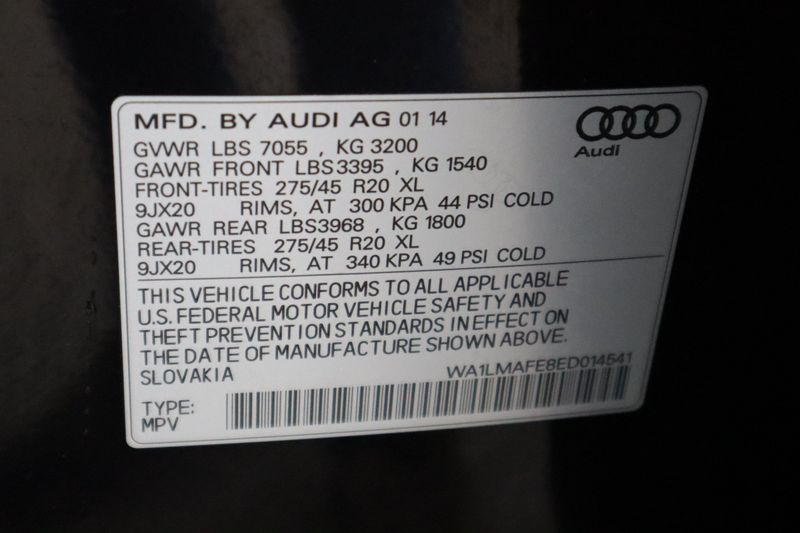 MFD. BY AUDI AG 01 14
Audi
GVWR LBS 7055 , KG 3200
GAWR FRONT LBS3395 , KG 1540
FRONT-TIRES 275/45 R20 XL
9JX20 RIMS, AT 300 KPA 44 PSI COLD
GAWR REAR LBS3968 , KG 1800
REAR-TIRES 275/45 R20 XL
9JX20 RIMS, AT 340 KPA 49 PSI COLD
THIS VEHICLE CONFORMS TO ALL APPLICABLE
U.S. FEDERAL MOTOR VEHICLE SAFETY AND
THEFT PREVENTION STANDARDS IN EFFECT ON
THE DATE OF MANUFACTURE SHOWN ABOVE.
SLOVAKIA WA1LMAFE8ED014541
TYPE:
MPV